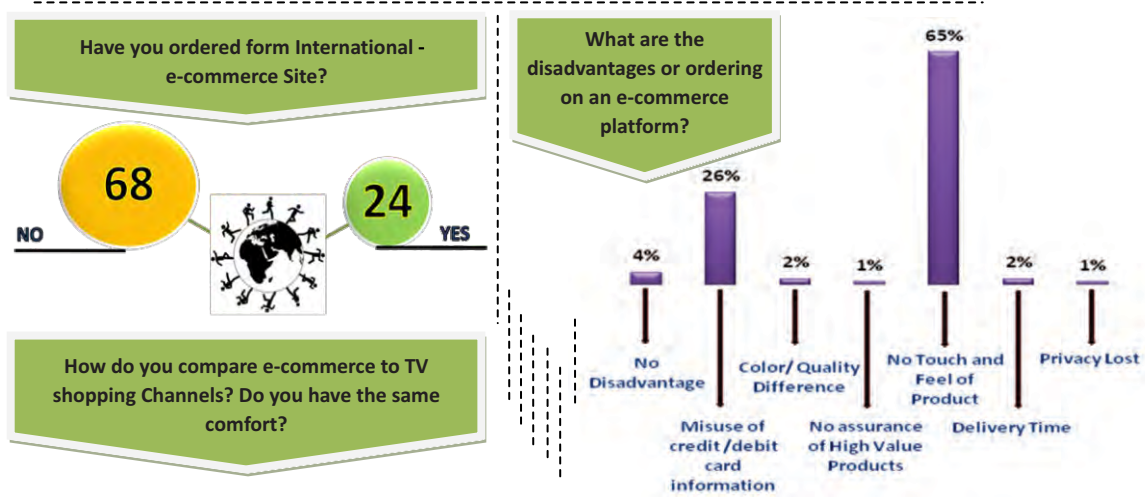 Have you ordered form International -
e-commerce Site?
68
NO
24
YES
How do you compare e-commerce to TV
shopping Channels? Do you have the same
comfort?
What are the
disadvantages or ordering
on an e-commerce
platform?
4%
26%
2%
1%
65%
2%
1%
No
Disadvantage
Misuse of
credit/debit
card
information
Color/ Quality
Difference
No assurance
of High Value
Products
No Touch and
Feel of
Product
Delivery Time
Privacy Lost